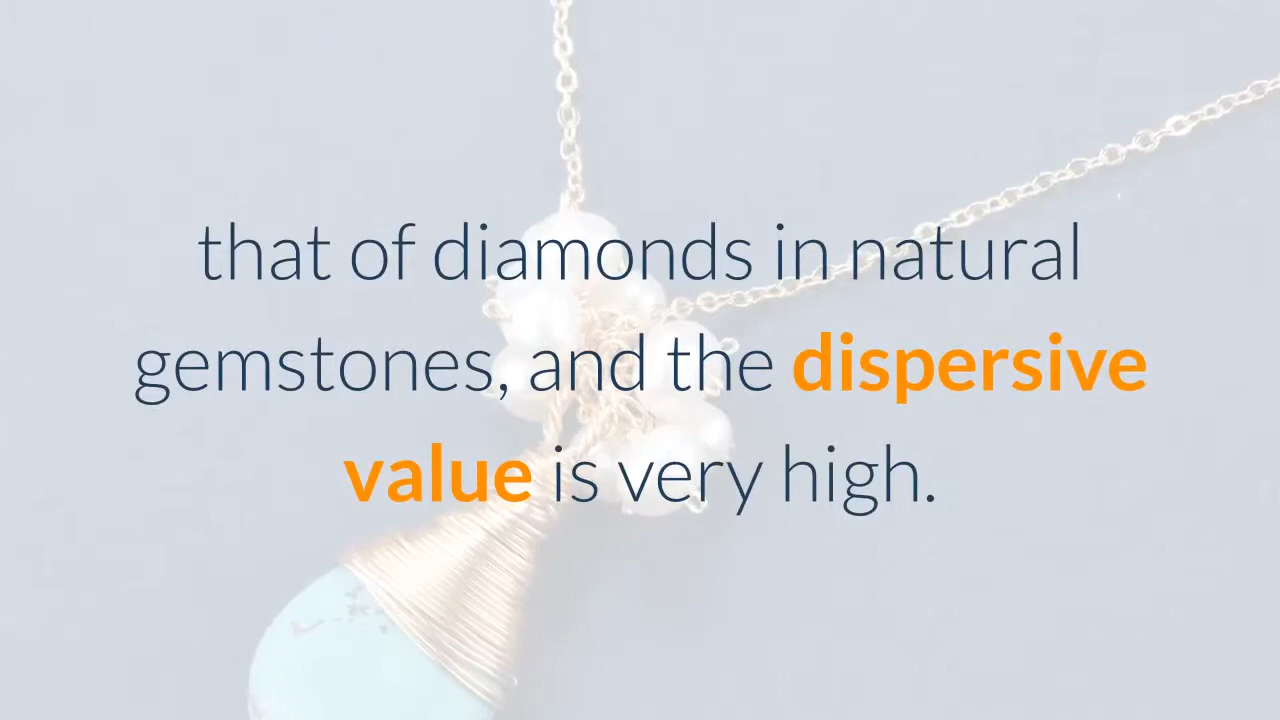 that of diamonds in natural
gemstones, and the dispersive
value is very high.